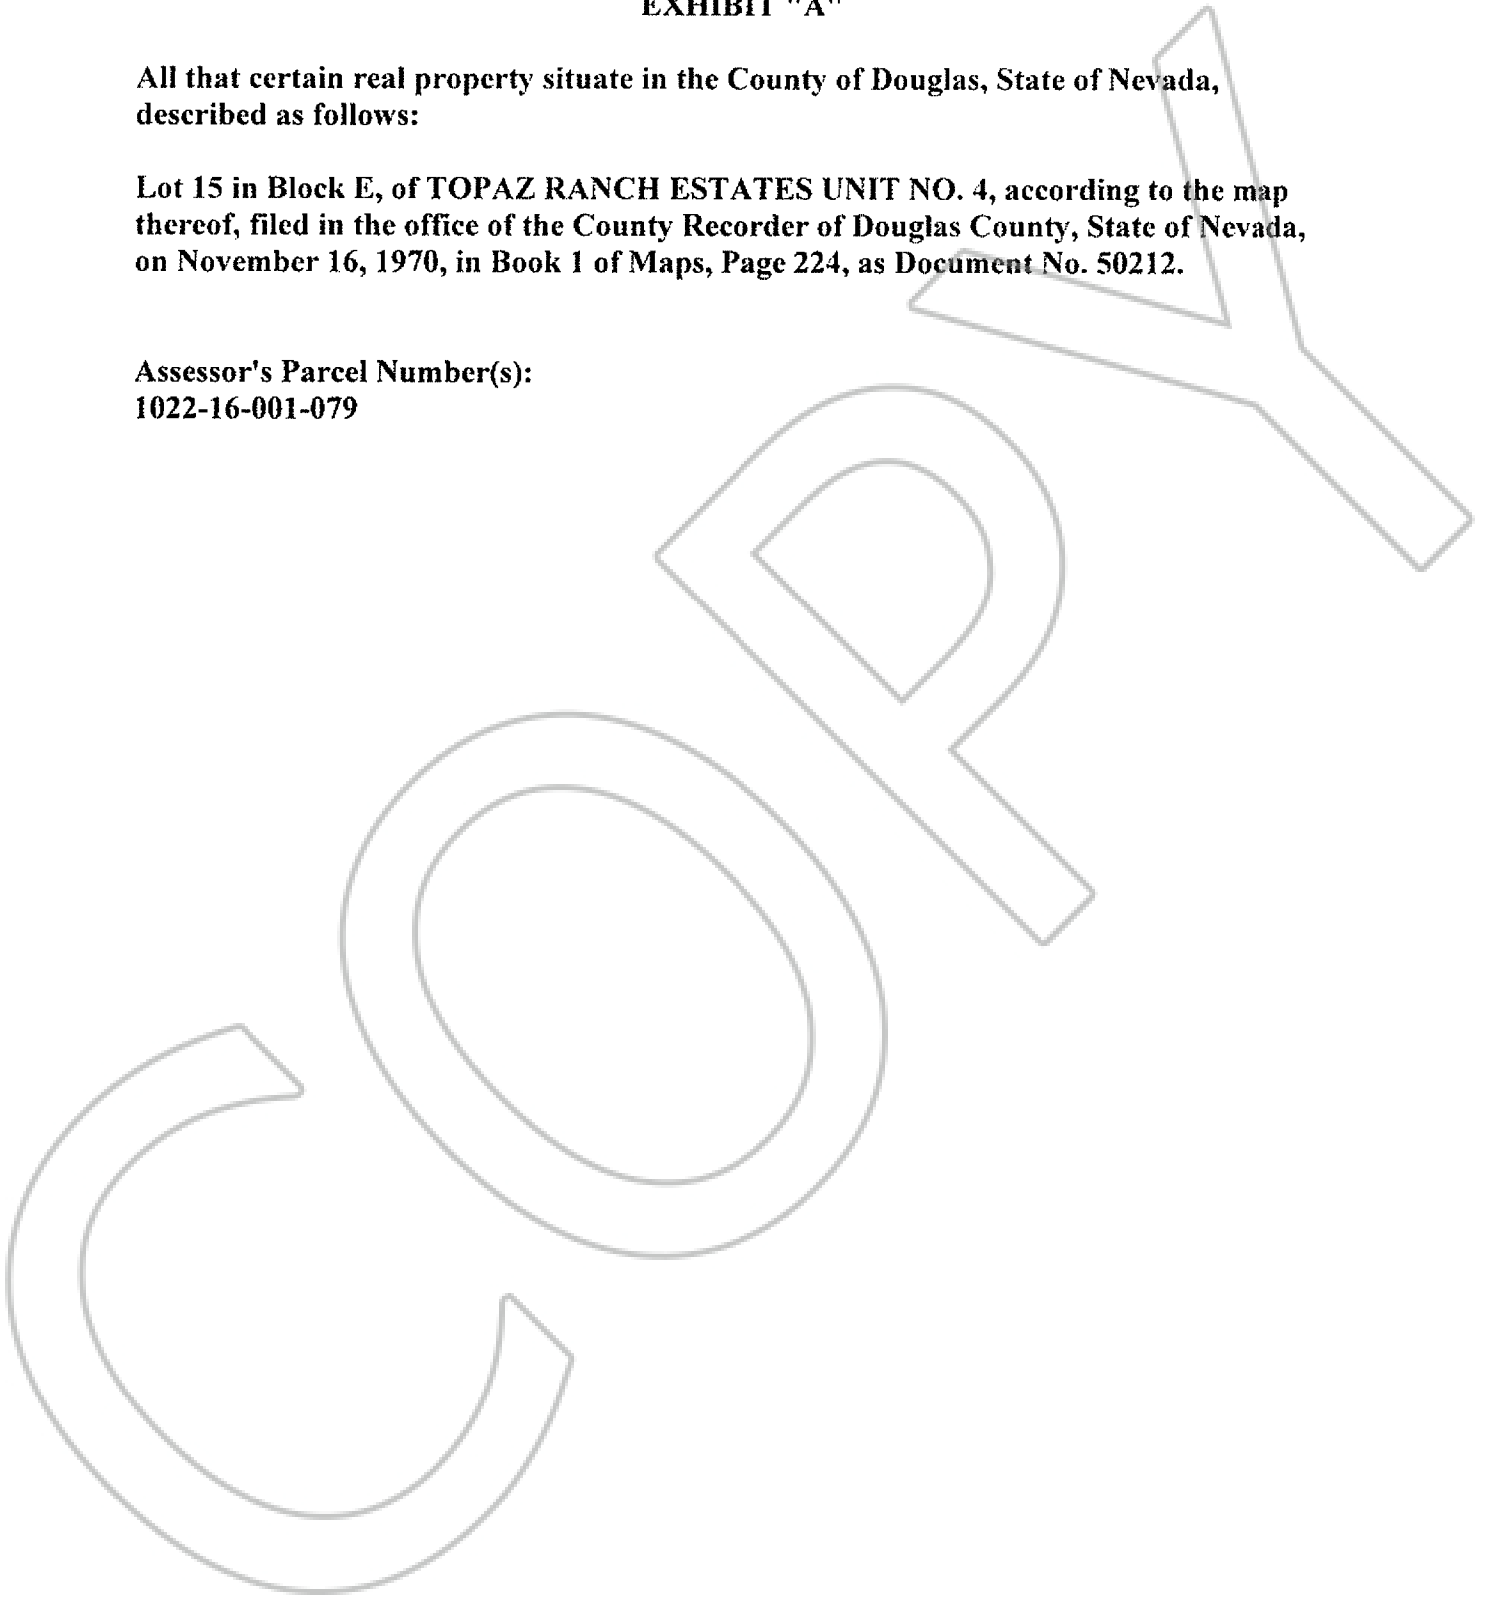 EXHIBIT "A"
All that certain real property situate in the County of Douglas, State of Nevada,
described as follows:
Lot 15 in Block E, of TOPAZ RANCH ESTATES UNIT NO. 4, according to the map
thereof, filed in the office of the County Recorder of Douglas County, State of Nevada,
on November 16, 1970, in Book 1 of Maps, Page 224, as Document No. 50212.
Assessor's Parcel Number(s):
1022-16-001-079
COPY